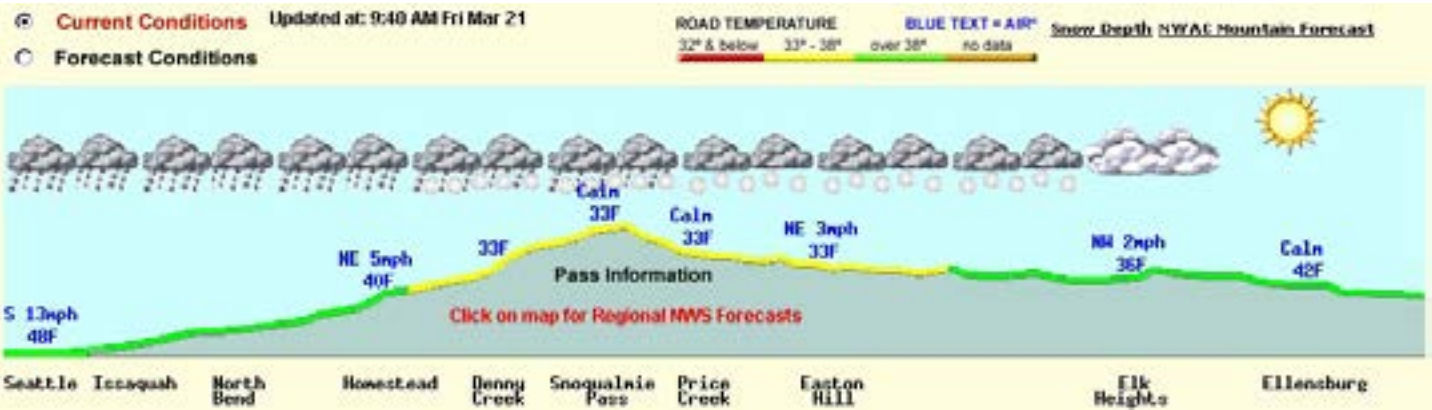 Current Conditions Updated at: 9:40 AM Fri Mar 21
Forecast Conditions
ROAD TEMPERATURE BLUE TEXT = AIR°
32° & below 33° - 38° over 38° no data
Snow Depth NWAC Mountain Forecast
Calm
33F
Calm
33F
NE 3mph
33F
33F
NE 5mph
40F
NW 2mph
36F
Calm
42F
S 13mph
48F
Pass Information
Click on map for Regional NWS Forecasts
Seattle Issaquah North Bend Homestead Denny Creek Snoqualmie Pass Price Creek Easton Hill Elk Heights Ellensburg